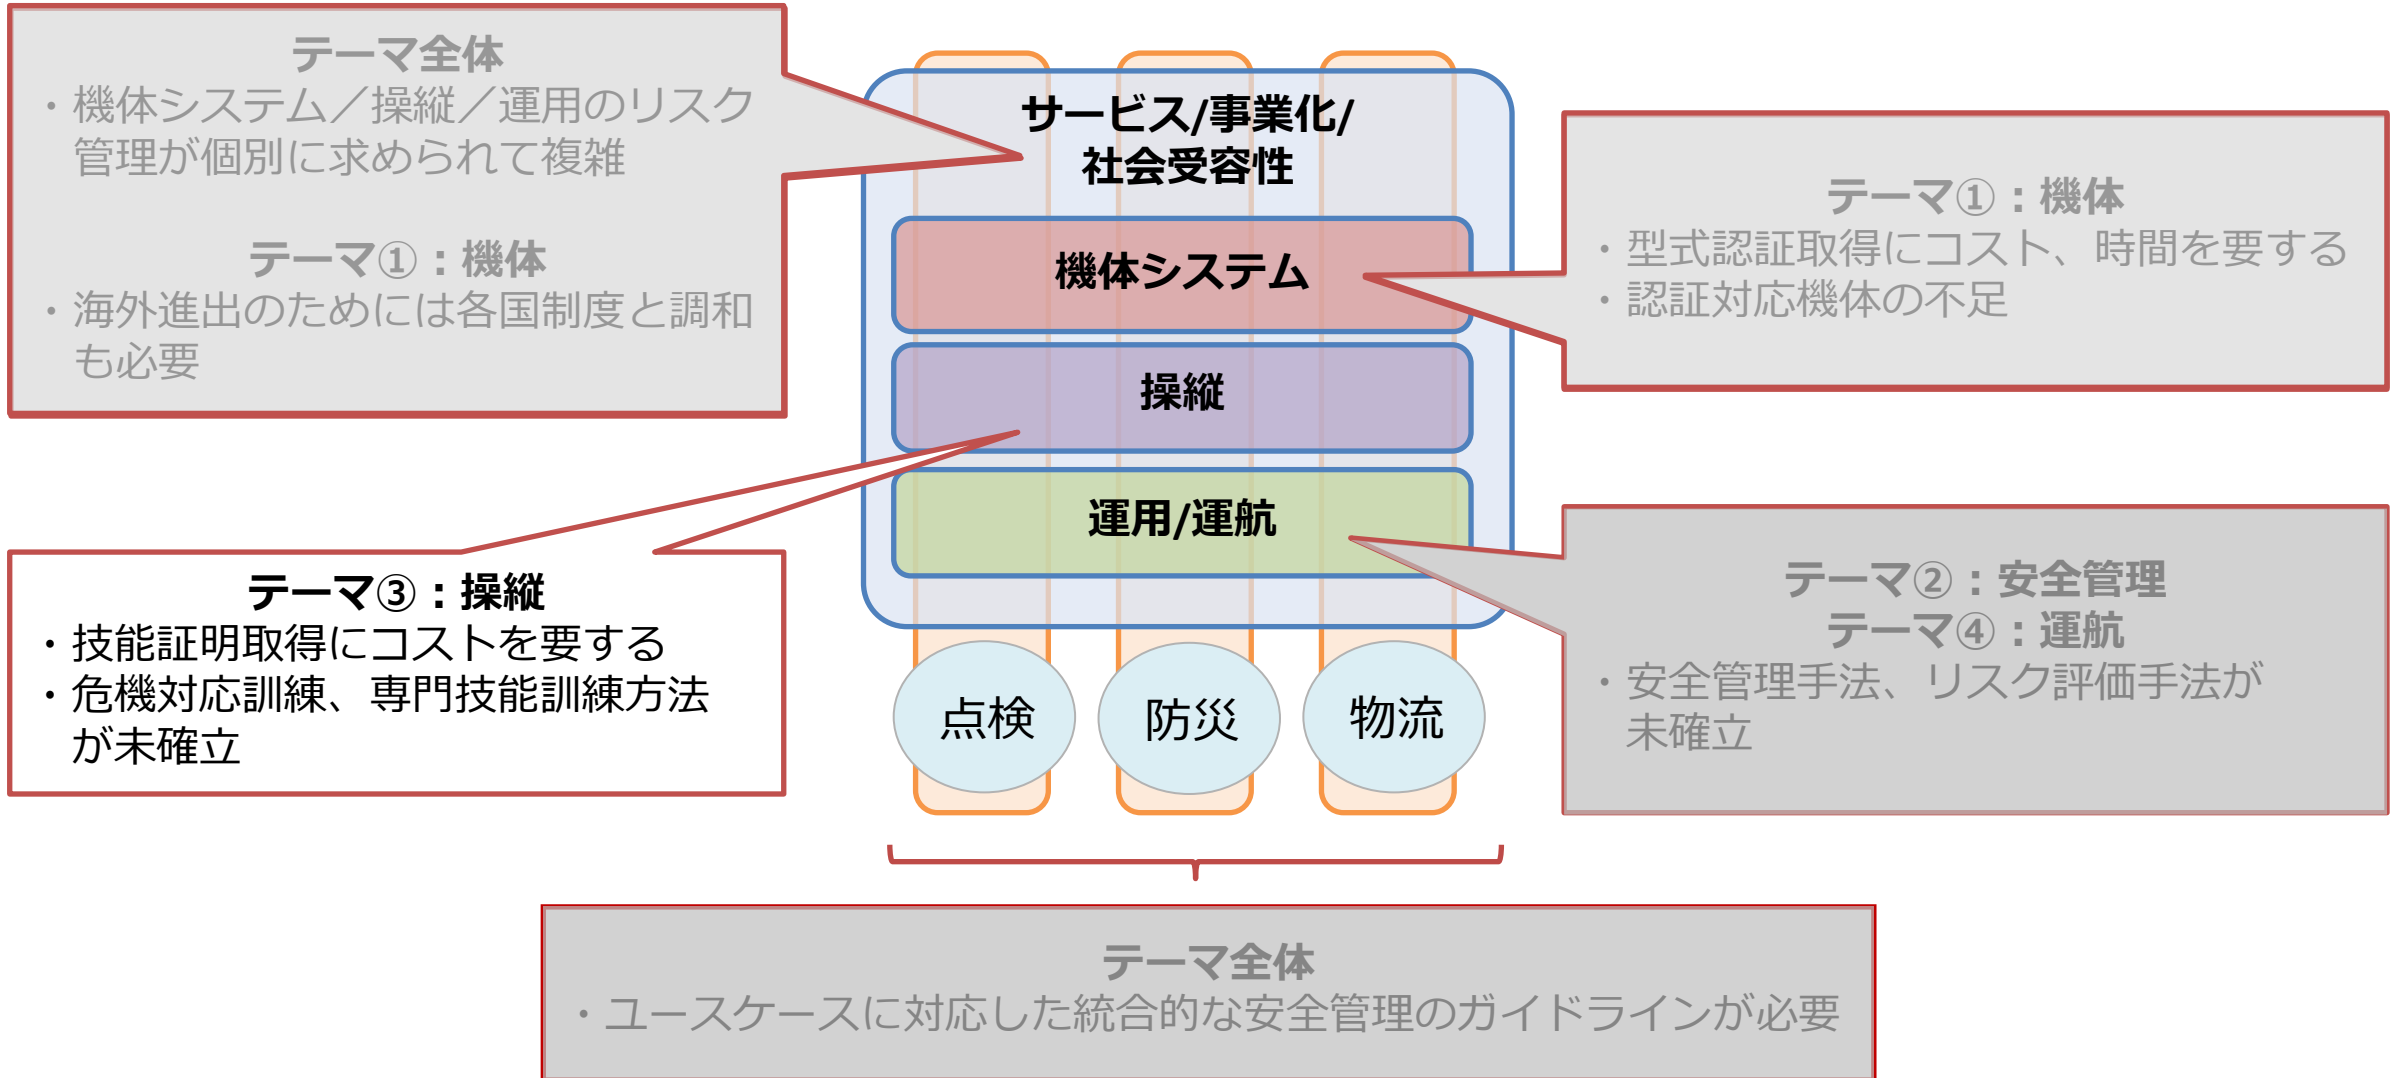 テーマ全体
・機体システム／操縦／運用のリスク
管理が個別に求められて複雑
テーマ①：機体
・海外進出のためには各国制度と調和
も必要
サービス/事業化/
社会受容性
機体システム
操縦
運用/運航
テーマ①：機体
・型式認証取得にコスト、時間を要する
・認証対応機体の不足
テーマ③：操縦
・技能証明取得にコストを要する
・危機対応訓練、専門技能訓練方法
が未確立
テーマ②：安全管理
テーマ④：運航
・安全管理手法、リスク評価手法が
未確立
点検
防災
物流
テーマ全体
・ユースケースに対応した統合的な安全管理のガイドラインが必要